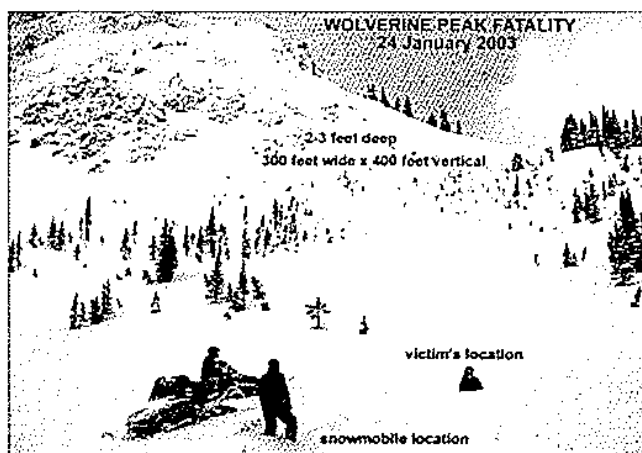 WOLVERINE PEAK FATALITY
24 January 2003
2-3 feet deep
300 feet wide x 400 feet vertical
victim's location
snowmobile location